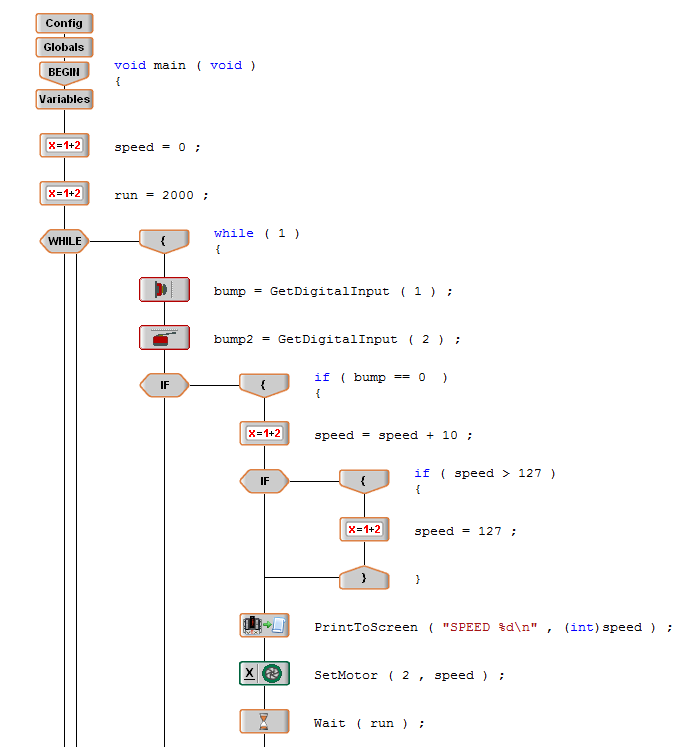 Config
Globals
BEGIN void main ( void )
{
Variables
X=1+2 speed = 0 ;
X=1+2 run = 2000 ;
WHILE { while ( 1 )
{
bump = GetDigitalInput ( 1 ) ;
bump2 = GetDigitalInput ( 2 ) ;
IF { if ( bump == 0  )
{
X=1+2 speed = speed + 10 ;
IF { if ( speed > 127 )
{
X=1+2 speed = 127 ;
} }
PrintToScreen ( "SPEED %d\n" , (int)speed ) ;
X SetMotor ( 2 , speed ) ;
Wait ( run ) ;